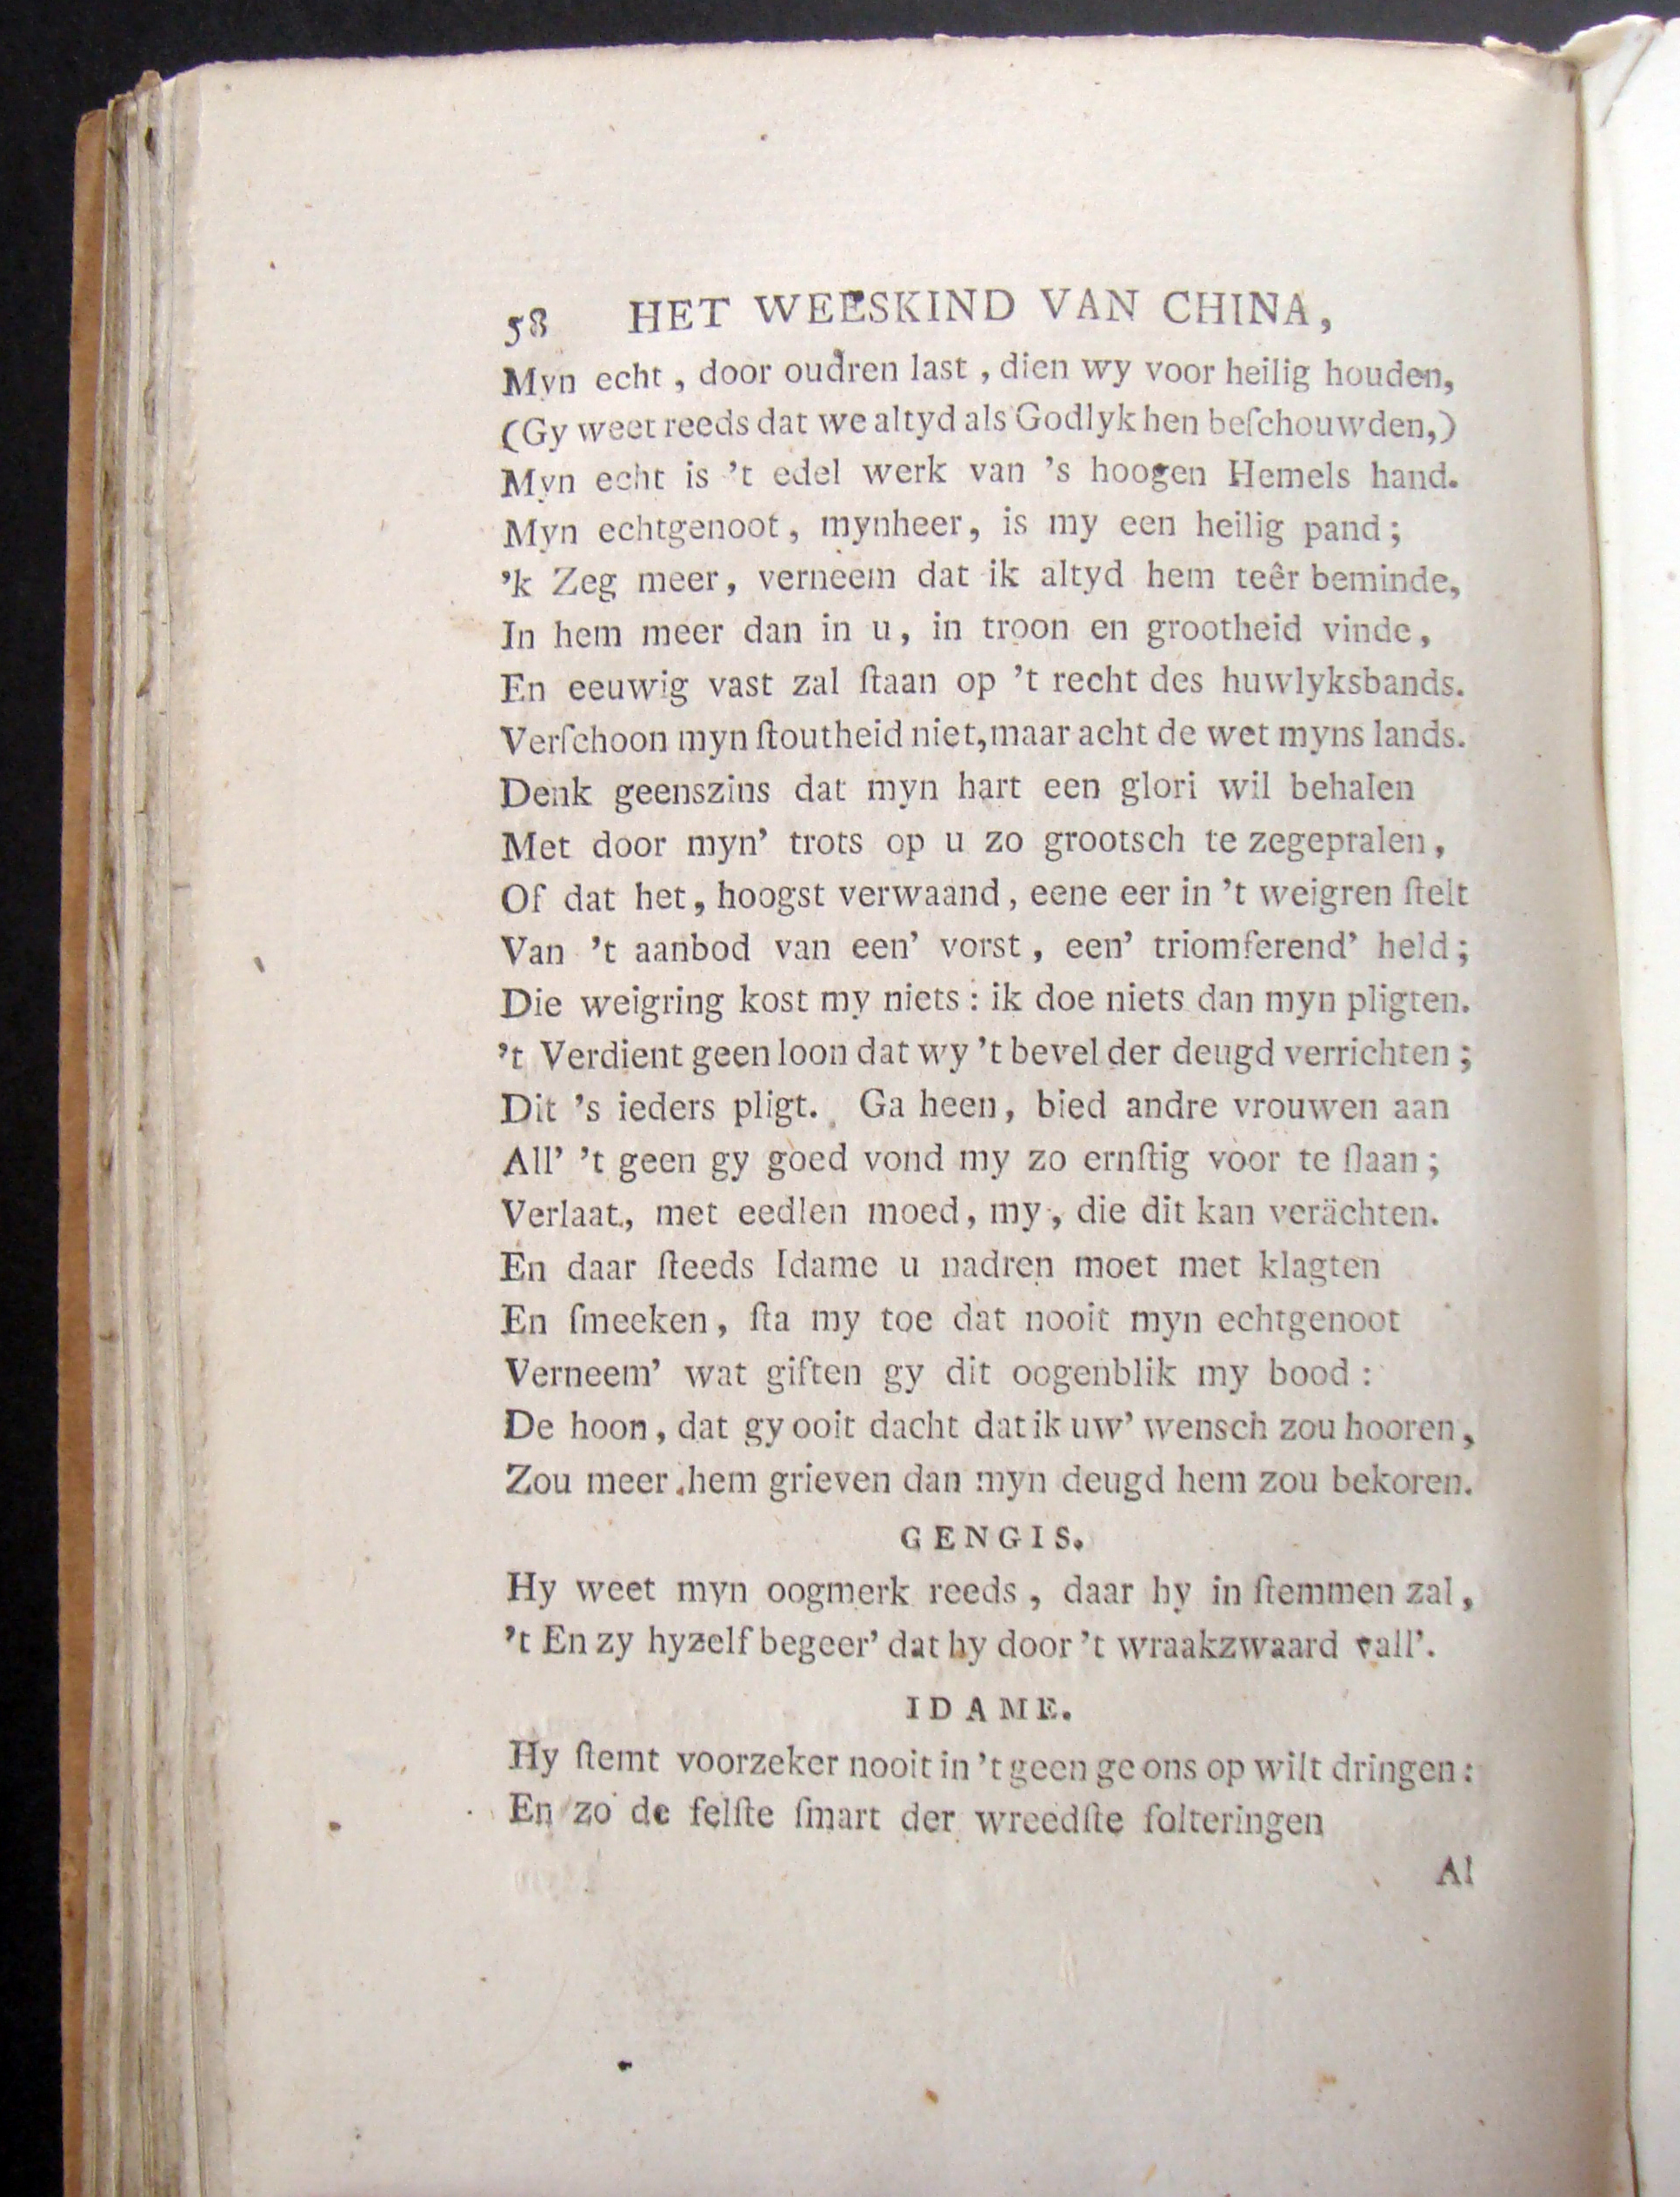 58 HET WEESKIND VAN CHINA,
Myn echt, door oudren last, dien wy voor heilig houden,
(Gy weet reeds dat we altyd als Godlyk hen beſchouwden,)
Myn echt is 't edel werk van 's hoogen Hemels hand.
Myn echtgenoot, mynheer, is my een heilig pand;
'k Zeg meer, verneem dat ik altyd hem teêr beminde,
In hem meer dan in u, in troon en grootheid vinde,
En eeuwig vast zal ſtaan op 't recht des huwlyksbands.
Verſchoon myn ſtoutheid niet, maar acht de wet myns lands.
Denk geenszins dat myn hart een glori wil behalen
Met door myn' trots op u zo grootsch te zegepralen,
Of dat het, hoogst verwaand, eene eer in 't weigren ſtelt
Van 't aanbod van een' vorst, een' triomferend' held;
Die weigring kost my niets: ik doe niets dan myn pligten.
't Verdient geen loon dat wy 't bevel der deugd verrichten;
Dit 's ieders pligt. Ga heen, bied andre vrouwen aan
All' 't geen gy goed vond my zo ernſtig voor te ſlaan;
Verlaat, met eedlen moed, my, die dit kan verächten.
En daar ſteeds Idame u nadren moet met klagten
En ſmeeken, ſta my toe dat nooit myn echtgenoot
Verneem' wat giften gy dit oogenblik my bood:
De hoon, dat gy ooit dacht dat ik uw' wensch zou hooren,
Zou meer hem grieven dan myn deugd hem zou bekoren.
GENGIS.
Hy weet myn oogmerk reeds, daar hy in ſtemmen zal,
't En zy hyzelf begeer' dat hy door 't wraakzwaard vall'.
IDAME.
Hy ſtemt voorzeker nooit in 't geen ge ons op wilt dringen:
En zo de felſte ſmart der wreedſte folteringen
Al